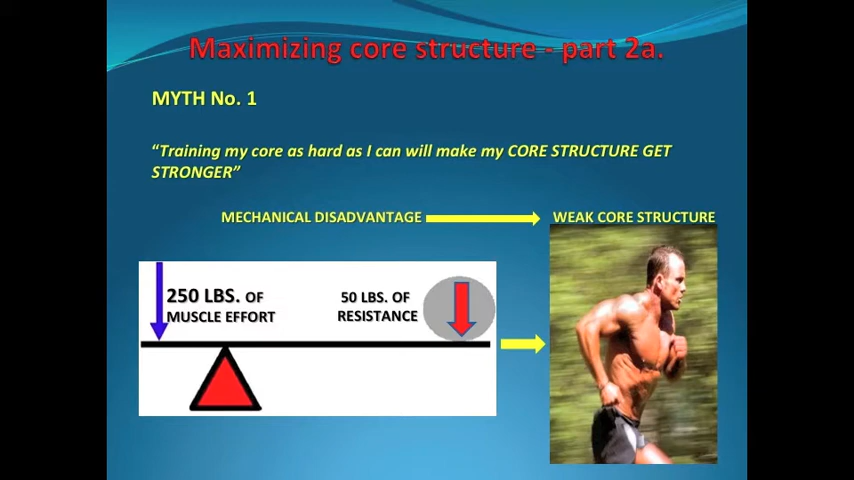 Maximizing core structure - part 2a.
MYTH No. 1
“Training my core as hard as I can will make my CORE STRUCTURE GET
STRONGER”
MECHANICAL DISADVANTAGE
WEAK CORE STRUCTURE
250 LBS. OF
MUSCLE EFFORT
50 LBS. OF
RESISTANCE